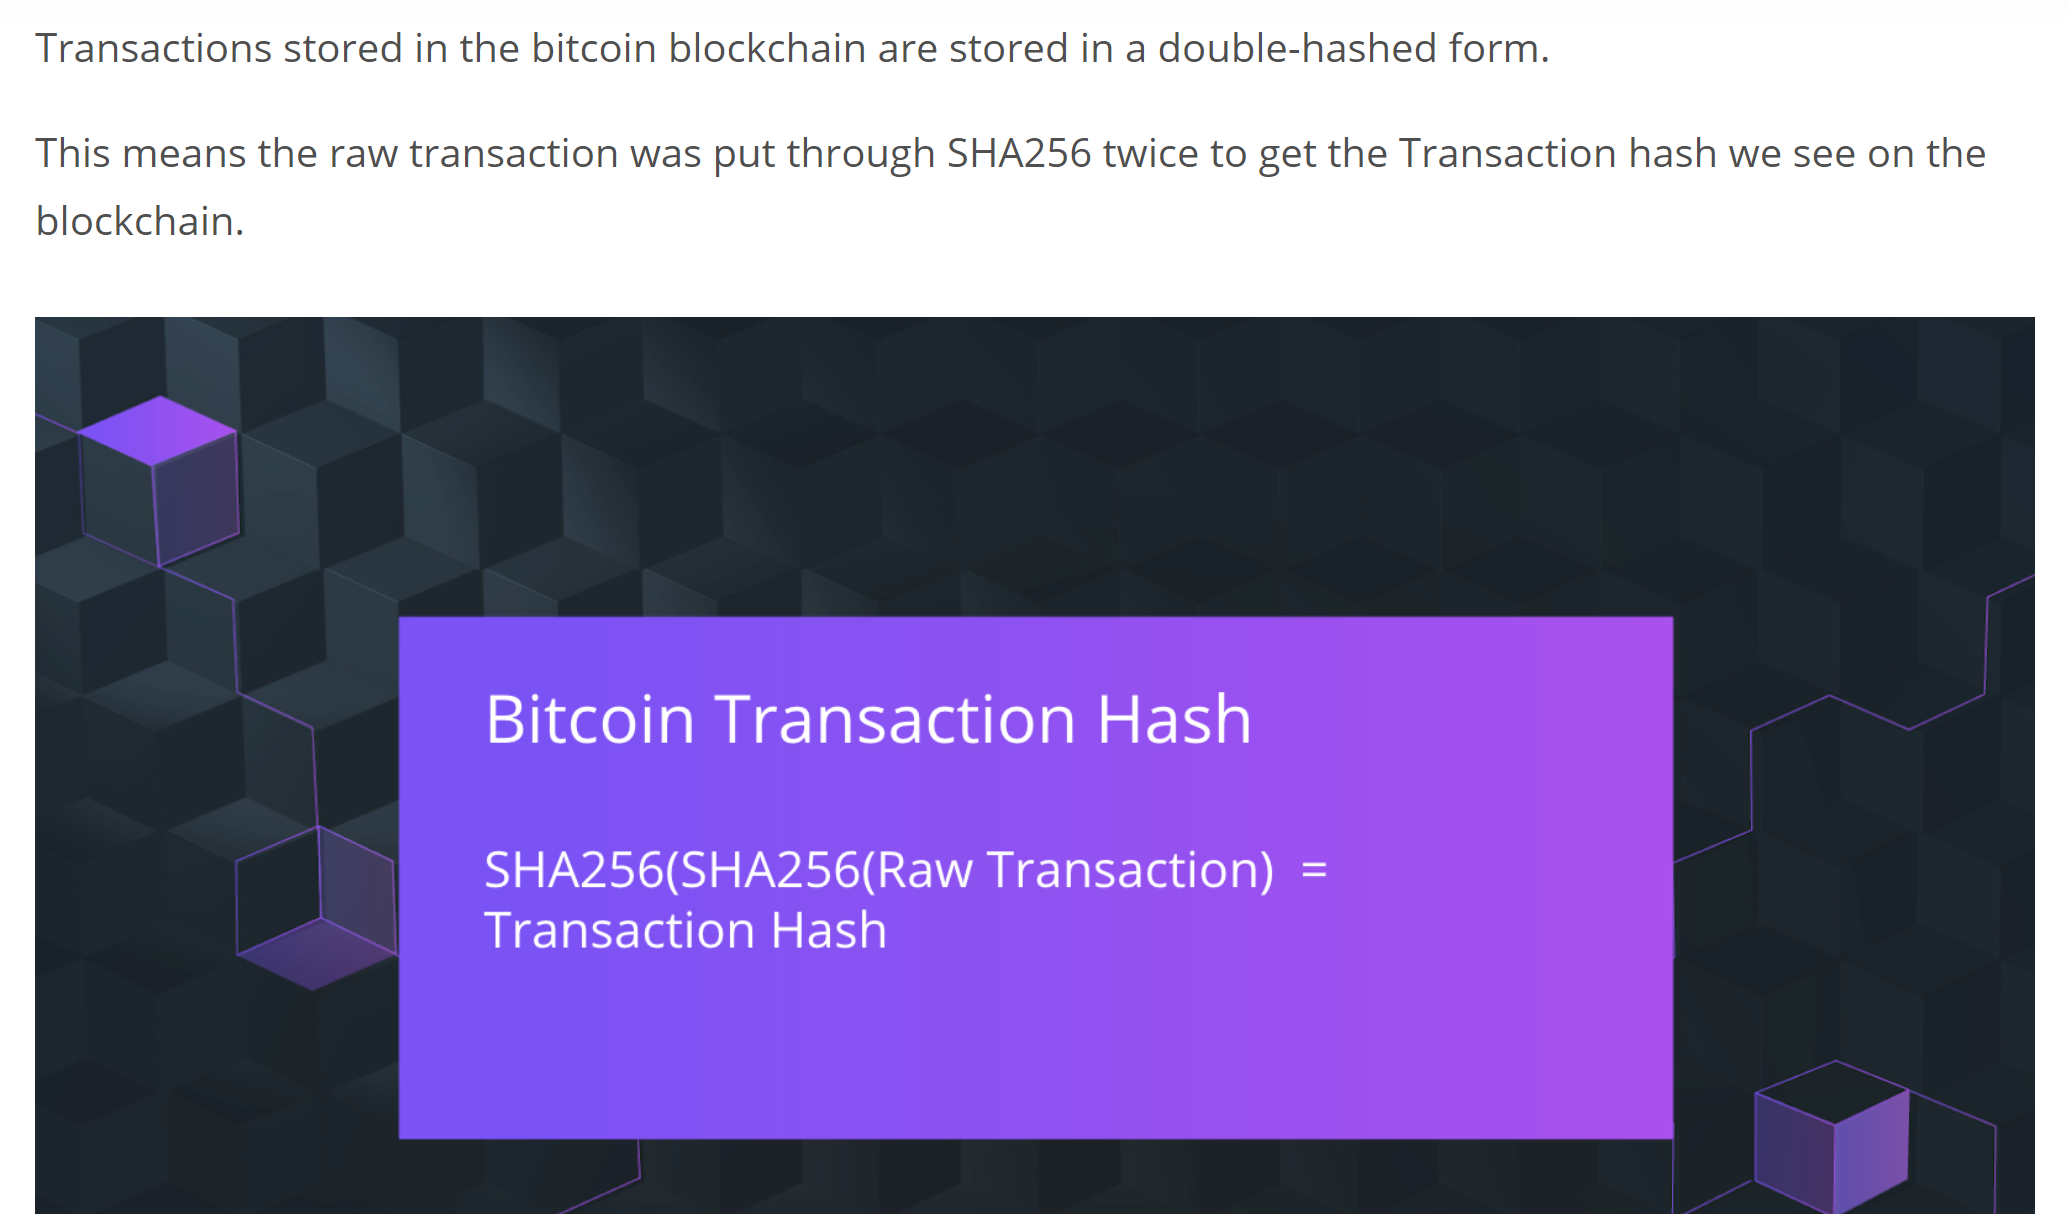 Transactions stored in the bitcoin blockchain are stored in a double-hashed form.
This means the raw transaction was put through SHA256 twice to get the Transaction hash we see on the
blockchain.
Bitcoin Transaction Hash
SHA256(SHA256(Raw Transaction)  =
Transaction Hash